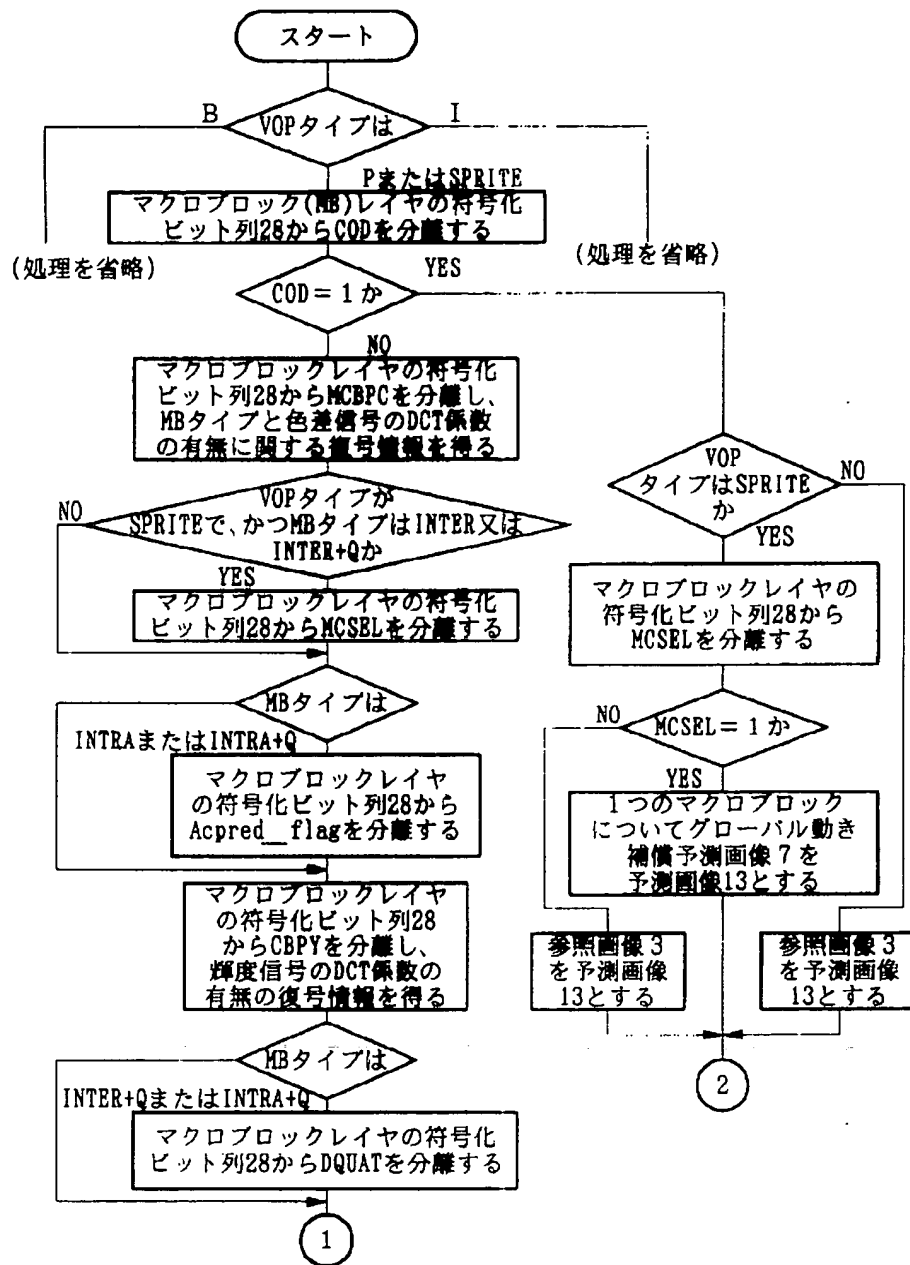 スタート
B
VOPタイプは
I
PまたはSPRITE
マクロブロック(MB)レイヤの符号化
ビット列28からCODを分離する
(処理を省略)
(処理を省略)
COD=1か
YES
NO
マクロブロックレイヤの符号化
ビット列28からMCBPCを分離し、
MBタイプと色差信号のDCT係数
の有無に関する復号情報を得る
VOPタイプが
SPRITEで、かつMBタイプはINTER又は
INTER+Qか
NO
YES
マクロブロックレイヤの符号化
ビット列28からMCSELを分離する
MBタイプは
INTRAまたはINTRA+Q
マクロブロックレイヤ
の符号化ビット列28から
Acpred__flagを分離する
マクロブロックレイヤ
の符号化ビット列28
からCBPYを分離し、
輝度信号のDCT係数の
有無の復号情報を得る
MBタイプは
INTER+QまたはINTRA+Q
マクロブロックレイヤの符号化
ビット列28からDQUATを分離する
1
VOP
タイプはSPRITE
か
NO
YES
マクロブロックレイヤの
符号化ビット列28から
MCSELを分離する
NO
MCSEL=1か
YES
1つのマクロブロック
についてグローバル動き
補償予測画像7を
予測画像13とする
参照画像3
を予測画像
13とする
参照画像3
を予測画像
13とする
2